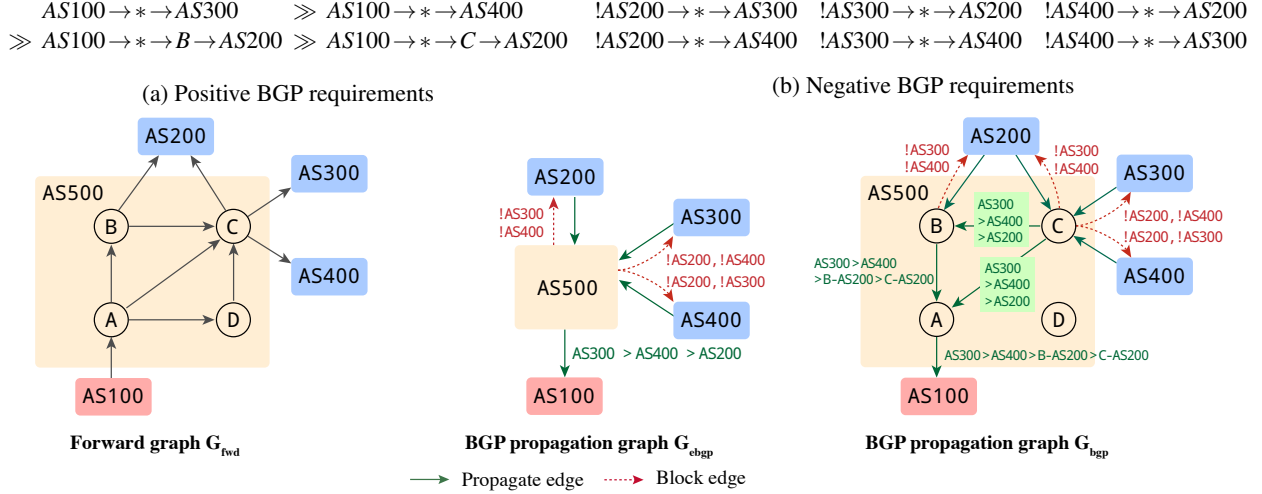 AS100→∗→AS300 ≫ AS100→∗→AS400 !AS200→∗→AS300 !AS300→∗→AS200 !AS400→∗→AS200
≫ AS100→∗→B→AS200 ≫ AS100→∗→C→AS200 !AS200→∗→AS400 !AS300→∗→AS400 !AS400→∗→AS300
(a) Positive BGP requirements
(b) Negative BGP requirements
AS200
AS300
AS500
B
C
AS400
A
D
AS100
Forward graph G_fwd
AS200
!AS300
!AS400
AS300
!AS200,!AS400
AS500
!AS200,!AS300
AS400
AS300 >AS400 >AS200
AS100
BGP propagation graph G_ebgp
AS200
!AS300
!AS400
!AS300
!AS400
AS300
AS500
AS300
>AS400
>AS200
B
C
!AS200,!AS400
!AS200,!AS300
AS300>AS400
>B-AS200>C-AS200
AS300
>AS400
>AS200
AS400
A
D
AS300>AS400>B-AS200>C-AS200
AS100
BGP propagation graph G_bgp
Propagate edge
Block edge